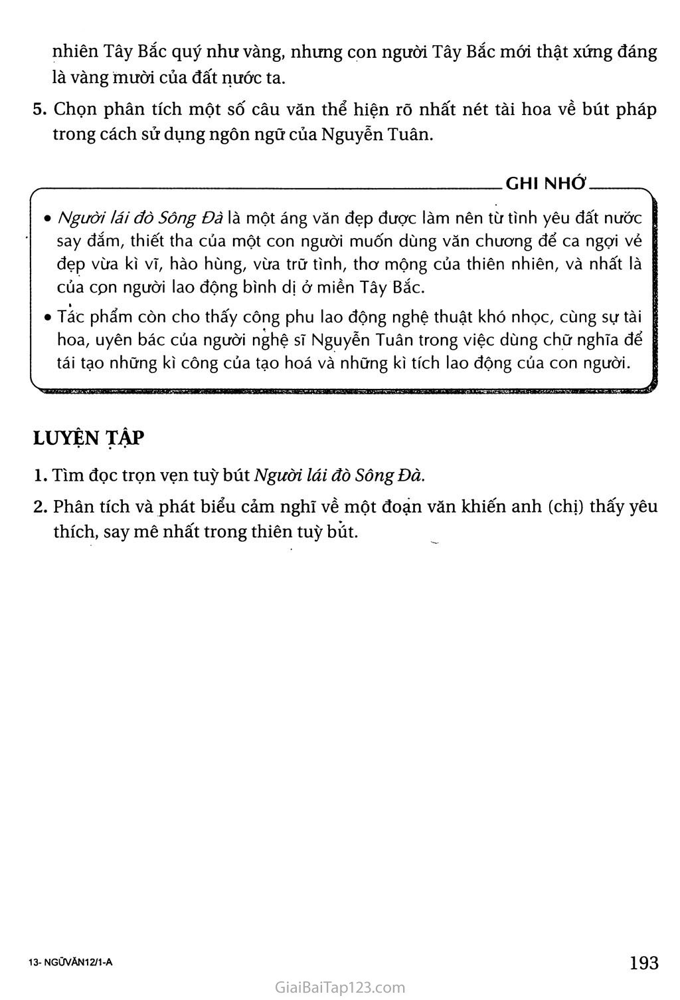 nhiên Tây Bắc quý như vàng, nhưng con người Tây Bắc mới thật xứng đáng
là vàng mười của đất nước ta.
5. Chọn phân tích một số câu văn thể hiện rõ nhất nét tài hoa về bút pháp
trong cách sử dụng ngôn ngữ của Nguyễn Tuân.
GHI NHỚ
• Người lái đò Sông Đà là một áng văn đẹp được làm nên từ tình yêu đất nước
say đắm, thiết tha của một con người muốn dùng văn chương để ca ngợi vẻ
đẹp vừa kì vĩ, hào hùng, vừa trữ tình, thơ mộng của thiên nhiên, và nhất là
của con người lao động bình dị ở miền Tây Bắc.
• Tác phẩm còn cho thấy công phu lao động nghệ thuật khó nhọc, cùng sự tài
hoa, uyên bác của người nghệ sĩ Nguyễn Tuân trong việc dùng chữ nghĩa để
tái tạo những kì công của tạo hoá và những kì tích lao động của con người.
LUYỆN TẬP
1. Tìm đọc trọn vẹn tuỳ bút Người lái đò Sông Đà.
2. Phân tích và phát biểu cảm nghĩ về một đoạn văn khiến anh (chị) thấy yêu
thích, say mê nhất trong thiên tuỳ bút.
13- NGỮVĂN12/1-A
193
GiaiBaiTap123.com